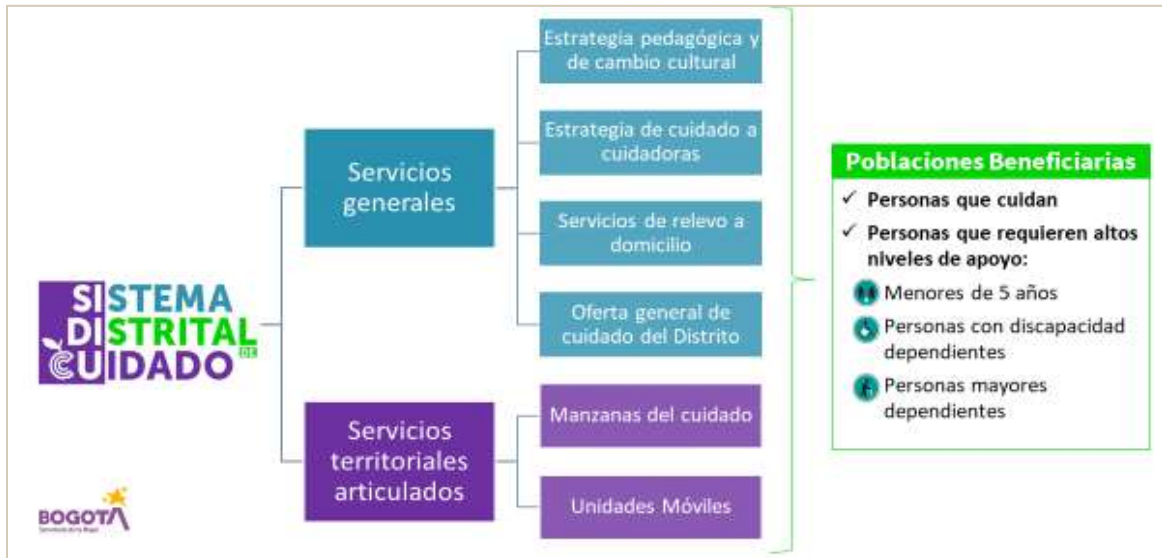 Estrategia pedagógica y
de cambio cultural
Estrategia de cuidado a
cuidadoras
Servicios
generales
Servicios de relevo a
domicilio
Oferta general de
cuidado del Distrito
SISTEMA
DISTRITAL
DE
CUIDADO
Servicios
territoriales
articulados
Manzanas del cuidado
Unidades Móviles
Poblaciones Beneficiarias
✓ Personas que cuidan
✓ Personas que requieren altos
niveles de apoyo:
Menores de 5 años
Personas con discapacidad
dependientes
Personas mayores
dependientes
BOGOTA